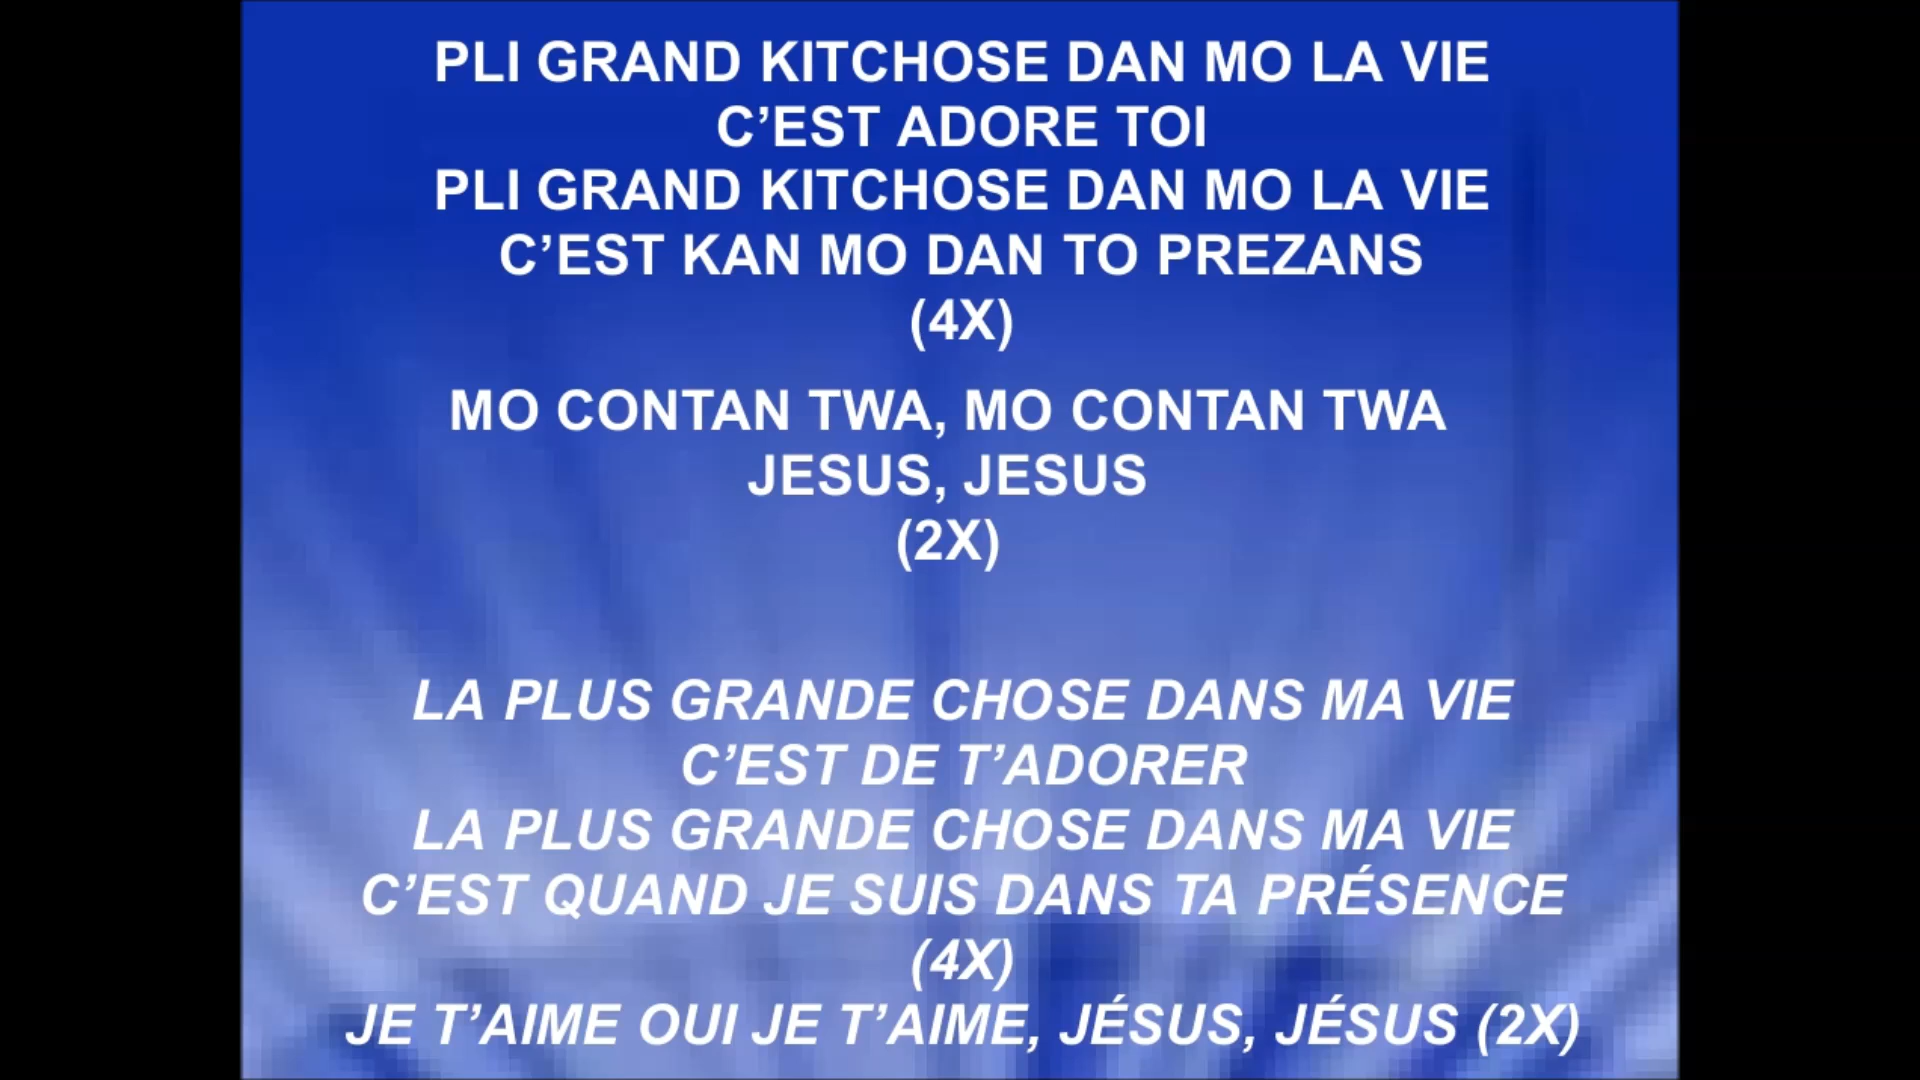 PLI GRAND KITCHOSE DAN MO LA VIE
C’EST ADORE TOI
PLI GRAND KITCHOSE DAN MO LA VIE
C’EST KAN MO DAN TO PREZANS
(4X)
MO CONTAN TWA, MO CONTAN TWA
JESUS, JESUS
(2X)
LA PLUS GRANDE CHOSE DANS MA VIE
C’EST DE T’ADORER
LA PLUS GRANDE CHOSE DANS MA VIE
C’EST QUAND JE SUIS DANS TA PRÉSENCE
(4X)
JE T’AIME OUI JE T’AIME, JÉSUS, JÉSUS (2X)